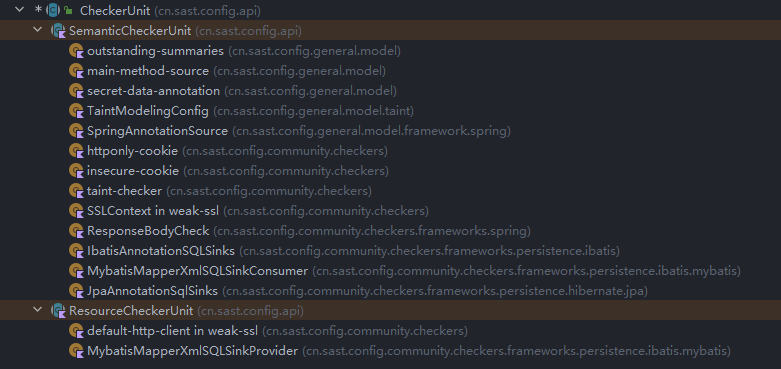 CheckerUnit (cn.sast.config.api)
SemanticCheckerUnit (cn.sast.config.api)
outstanding-summaries (cn.sast.config.general.model)
main-method-source (cn.sast.config.general.model)
secret-data-annotation (cn.sast.config.general.model)
TaintModelingConfig (cn.sast.config.general.model.taint)
SpringAnnotationSource (cn.sast.config.general.model.framework.spring)
httponly-cookie (cn.sast.config.community.checkers)
insecure-cookie (cn.sast.config.community.checkers)
taint-checker (cn.sast.config.community.checkers)
SSLContext in weak-ssl (cn.sast.config.community.checkers)
ResponseBodyCheck (cn.sast.config.community.checkers.frameworks.spring)
IbatisAnnotationSQLSinks (cn.sast.config.community.checkers.frameworks.persistence.ibatis)
MybatisMapperXmlSQLSinkConsumer (cn.sast.config.community.checkers.frameworks.persistence.ibatis.mybatis)
JpaAnnotationSqlSinks (cn.sast.config.community.checkers.frameworks.persistence.hibernate.jpa)
ResourceCheckerUnit (cn.sast.config.api)
default-http-client in weak-ssl (cn.sast.config.community.checkers)
MybatisMapperXmlSQLSinkProvider (cn.sast.config.community.checkers.frameworks.persistence.ibatis.mybatis)